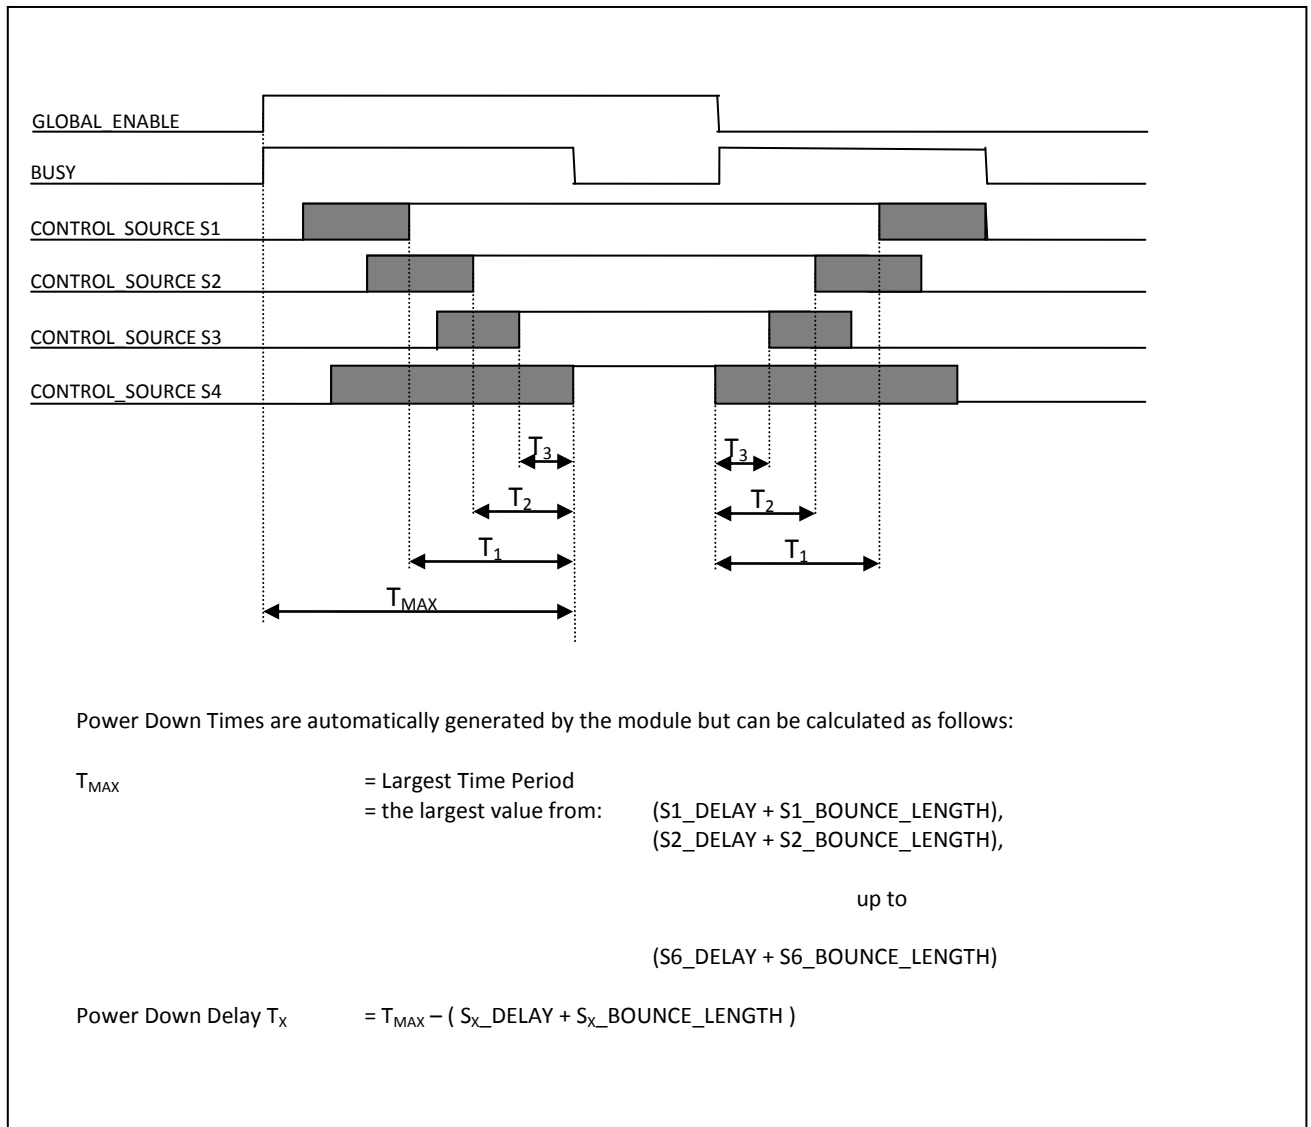 GLOBAL_ENABLE
BUSY
CONTROL_SOURCE S1
CONTROL_SOURCE S2
CONTROL_SOURCE S3
CONTROL_SOURCE S4
T3 T3
T2 T2
T1 T1
TMAX
Power Down Times are automatically generated by the module but can be calculated as follows:
TMAX = Largest Time Period
= the largest value from: (S1_DELAY + S1_BOUNCE_LENGTH),
(S2_DELAY + S2_BOUNCE_LENGTH),
up to
(S6_DELAY + S6_BOUNCE_LENGTH)
Power Down Delay TX = TMAX – ( SX_DELAY + SX_BOUNCE_LENGTH )